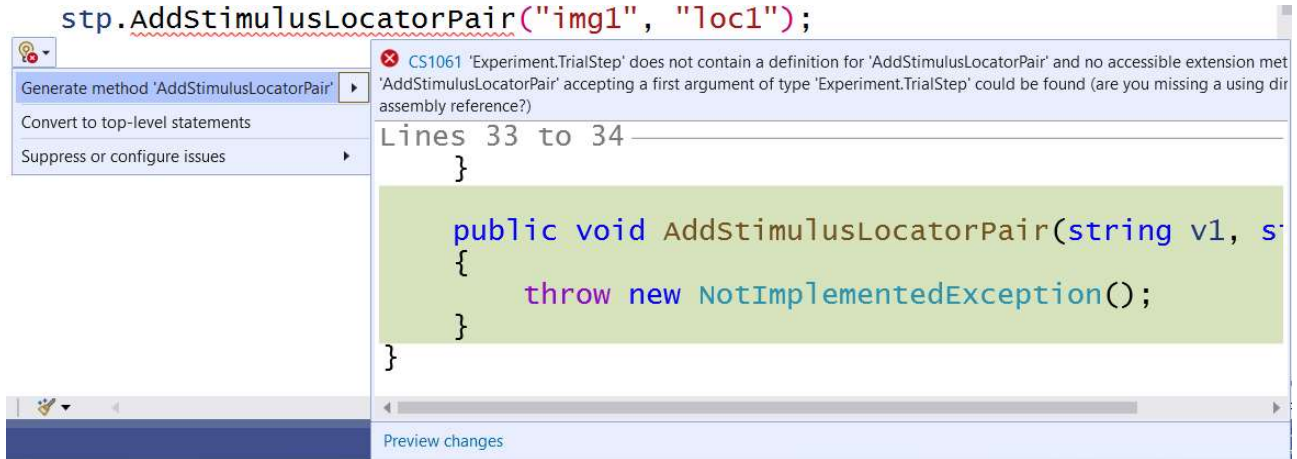 stp.AddStimulusLocatorPair("img1", "loc1");
Generate method 'AddStimulusLocatorPair'
Convert to top-level statements
Suppress or configure issues
CS1061 'Experiment.TrialStep' does not contain a definition for 'AddStimulusLocatorPair' and no accessible extension met
'AddStimulusLocatorPair' accepting a first argument of type 'Experiment.TrialStep' could be found (are you missing a using dir
assembly reference?)
Lines 33 to 34
}
public void AddStimulusLocatorPair(string v1, s
{
throw new NotImplementedException();
}
}
Preview changes